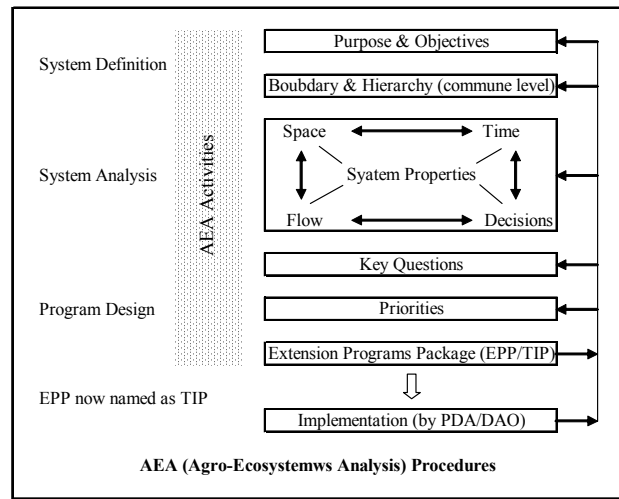 Purpose & Objectives
System Definition
Boubdary & Hierarchy (commune level)
Space Time
System Analysis
Syatem Properties
Flow Decisions
AEA Activities
Key Questions
Program Design
Priorities
Extension Programs Package (EPP/TIP)
EPP now named as TIP
Implementation (by PDA/DAO)
AEA (Agro-Ecosystemws Analysis) Procedures